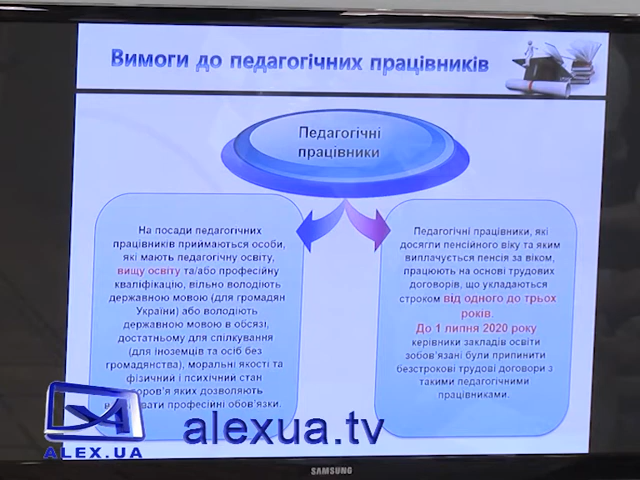 Вимоги до педагогічних працівників
Педагогічні
працівники
На посади педагогічних
працівників приймаються особи,
які мають педагогічну освіту,
вищу освіту та/або професійну
кваліфікацію, вільно володіють
державною мовою (для громадян
України) або володіють
державною мовою в обсязі,
достатньому для спілкування
(для іноземців та осіб без
громадянства), моральні якості та
фізичний і психічний стан
оров'я яких дозволяють
вати професійні обов'язки.
Педагогічні працівники, які
досягли пенсійного віку та яким
виплачується пенсія за віком,
працюють на основі трудових
договорів, що укладаються
строком від одного до трьох
років.
До 1 липня 2020 року
керівники закладів освіти
зобов'язані були припинити
безстрокові трудові договори з
такими педагогічними
працівниками.
ALEX.UA
alexua.tv
SAMSUNG